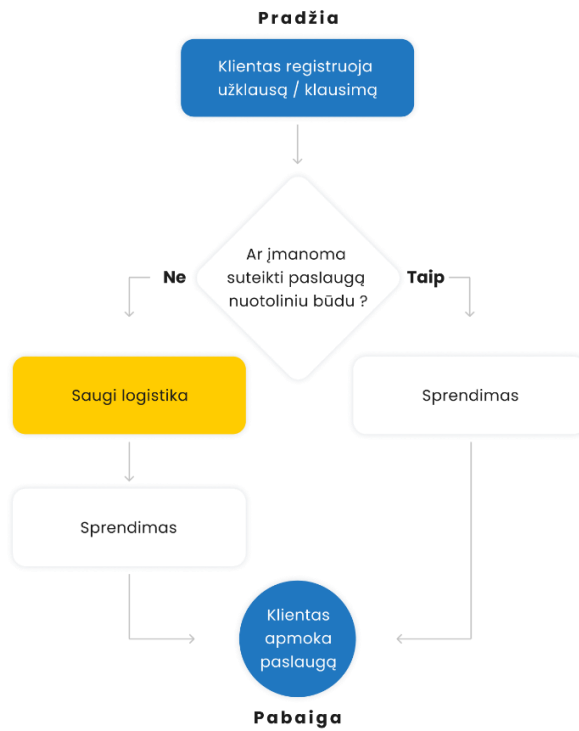 Pradžia
Klientas registruoja
užklausą / klausimą
Ar įmanoma
suteikti paslaugą
nuotoliniu būdu ?
Ne
Taip
Saugi logistika
Sprendimas
Sprendimas
Klientas
apmoka
paslaugą
Pabaiga